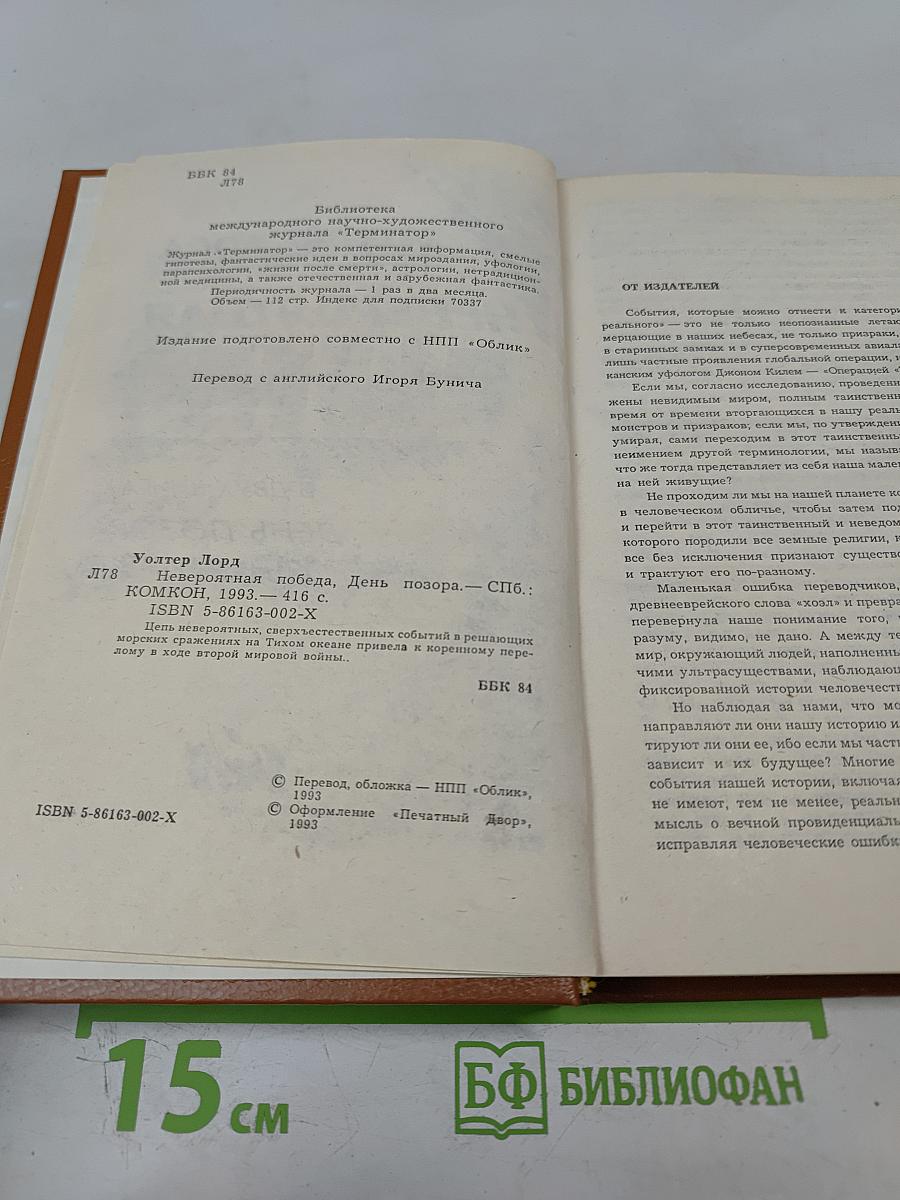 ББК 84
Л78
Библиотека
международного научно-художественного
журнала «Терминатор»
Журнал «Терминатор» — это компетентная информация, смелые
гипотезы, фантастические идеи в вопросах мироздания, уфологии,
парапсихологии, «жизни после смерти», астрологии, нетрадицион-
ной медицины, а также отечественная и зарубежная фантастика.
Периодичность журнала — 1 раз в два месяца.
Объем — 112 стр. Индекс для подписки 70337
Издание подготовлено совместно с НПП «Облик»
Перевод с английского Игоря Бунича
Уолтер Лорд
Л78 Невероятная победа, День позора.— СПб.:
КОМКОН, 1993.— 416 с.
ISBN 5-86163-002-X
Цепь невероятных, сверхъестественных событий в решающих
морских сражениях на Тихом океане привела к коренному пере-
лому в ходе второй мировой войны..
ББК 84
ISBN 5-86163-002-X
© Перевод, обложка — НПП «Облик»,
1993
© Оформление «Печатный Двор»,
1993
ОТ ИЗДАТЕЛЕЙ
События, которые можно отнести к категори
реального» — это не только неопознанные летаю
мерцающие в наших небесах, не только призраки,
в старинных замках и в суперсовременных авиала
лишь частные проявления глобальной операции, н
канским уфологом Джоном Килем — «Операцией
Если мы, согласно исследованию, проведенн
жены невидимым миром, полным таинственн
время от времени вторгающихся в нашу реаль
монстров и призраков; если мы, по утвержден
умирая, сами переходим в этот таинственны
неимением другой терминологии, мы называ
что же тогда представляет из себя наша мален
на ней живущие?
Не проходим ли мы на нашей планете ко
в человеческом обличье, чтобы затем под
и перейти в этот таинственный и неведом
которого породили все земные религии, к
все без исключения признают существо
и трактуют его по-разному.
Маленькая ошибка переводчиков,
древнееврейского слова «хоэл» и превра
перевернула наше понимание того, ч
разуму, видимо, не дано. А между те
мир, окружающий людей, наполненны
чими ультрасуществами, наблюдаю
фиксированной истории человечест
Но наблюдая за нами, что мо
направляют ли они нашу историю и
тируют ли они ее, ибо если мы част
зависит и их будущее? Многие
события нашей истории, включая
не имеют, тем не менее, реальн
мысль о вечной провиденциаль
исправляя человеческие ошибк
15 см
БФ БИБЛИОФАН